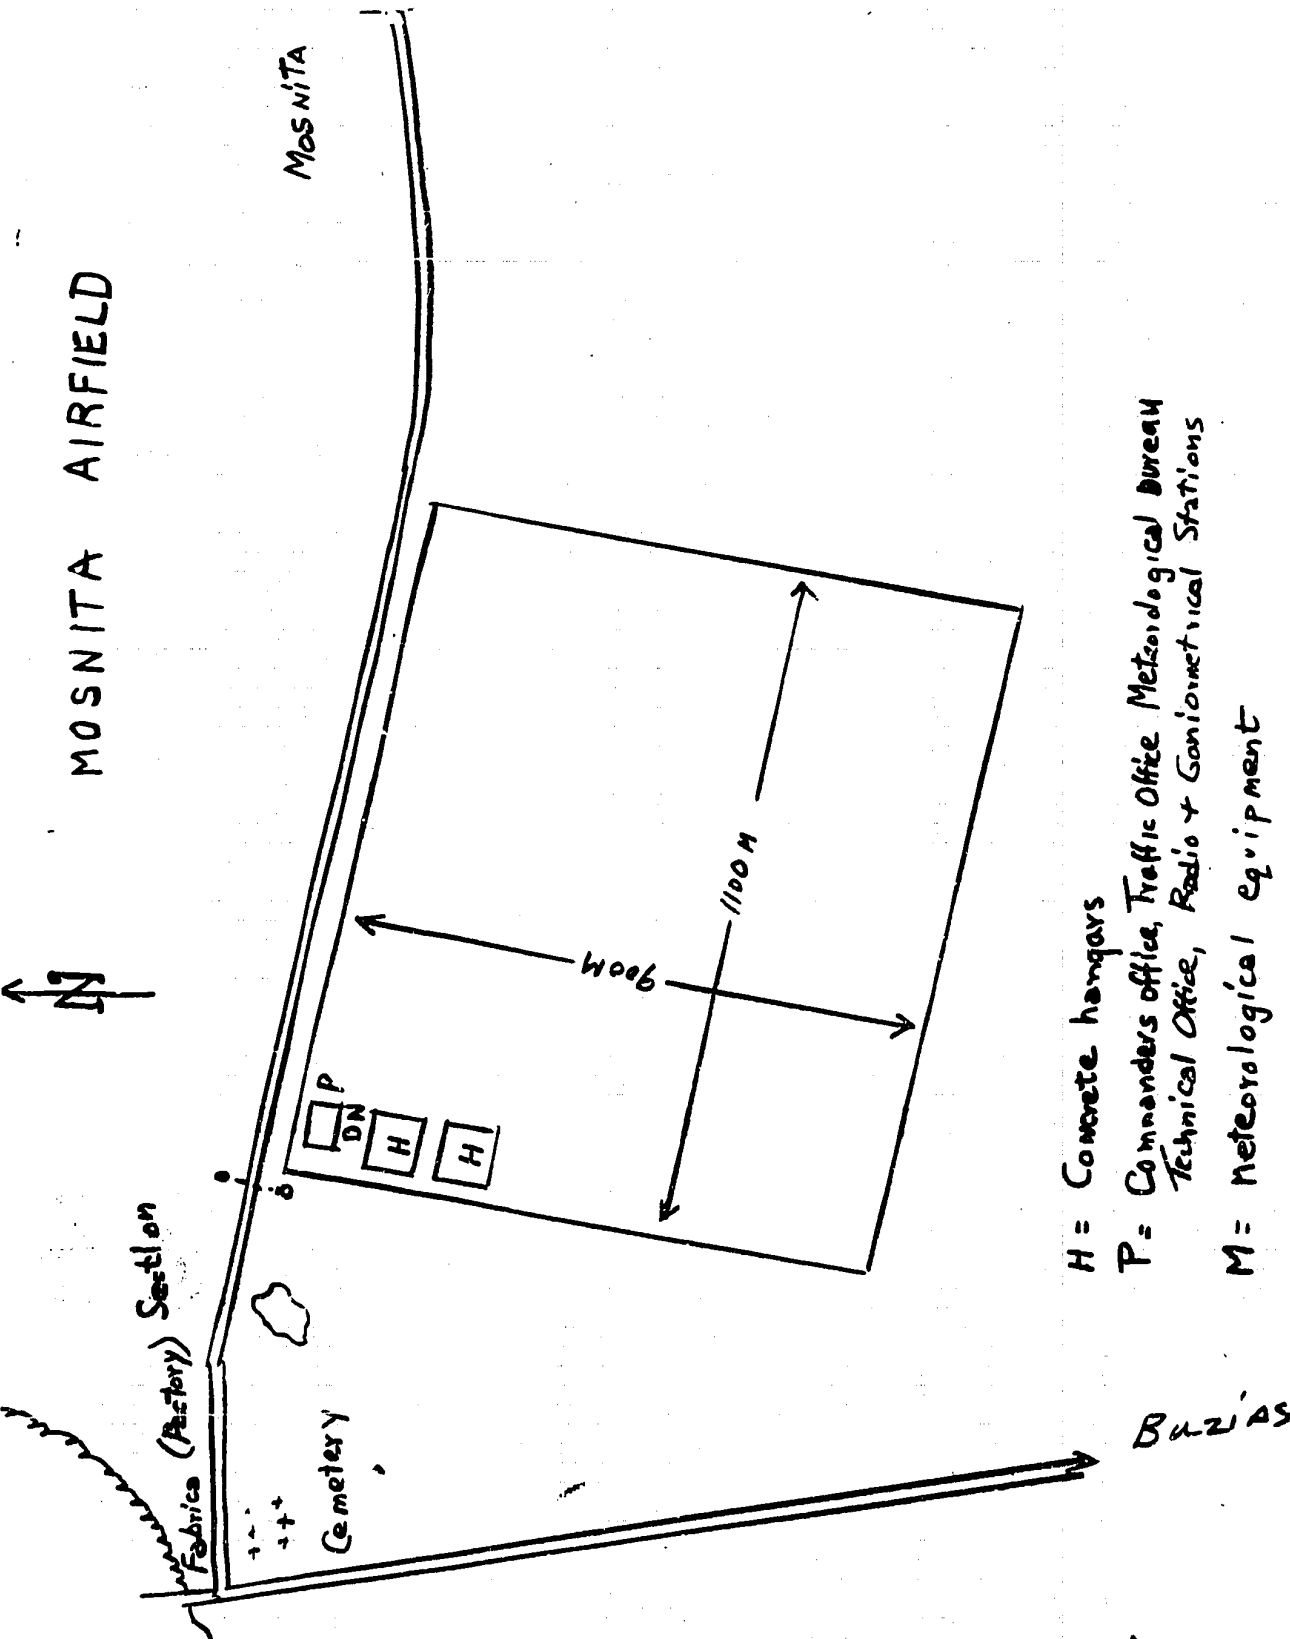 MOSNITA AIRFIELD
N
Fabrica (Factory) Section
MOSNITA
Cemetery
P
DN
H
H
900M
1100M
H = Concrete hangars
P = Commanders office, Traffic Office Meteorological bureau
Technical Office, Radio + Goniometrical Stations
M = meteorological equipment
Buzias